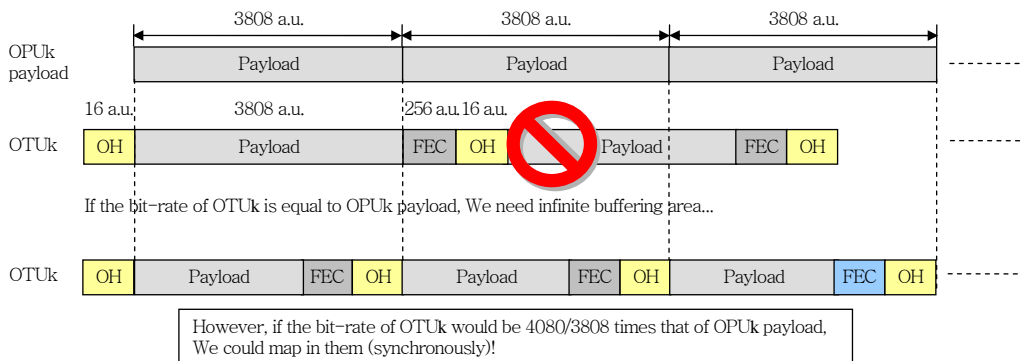 3808 a.u. 3808 a.u. 3808 a.u.
OPUk
payload
Payload Payload Payload
16 a.u. 3808 a.u. 256 a.u. 16 a.u.
OTUk OH Payload FEC OH Payload FEC OH
If the bit-rate of OTUk is equal to OPUk payload, We need infinite buffering area...
OTUk OH Payload FEC OH Payload FEC OH Payload FEC OH
However, if the bit-rate of OTUk would be 4080/3808 times that of OPUk payload,
We could map in them (synchronously)!